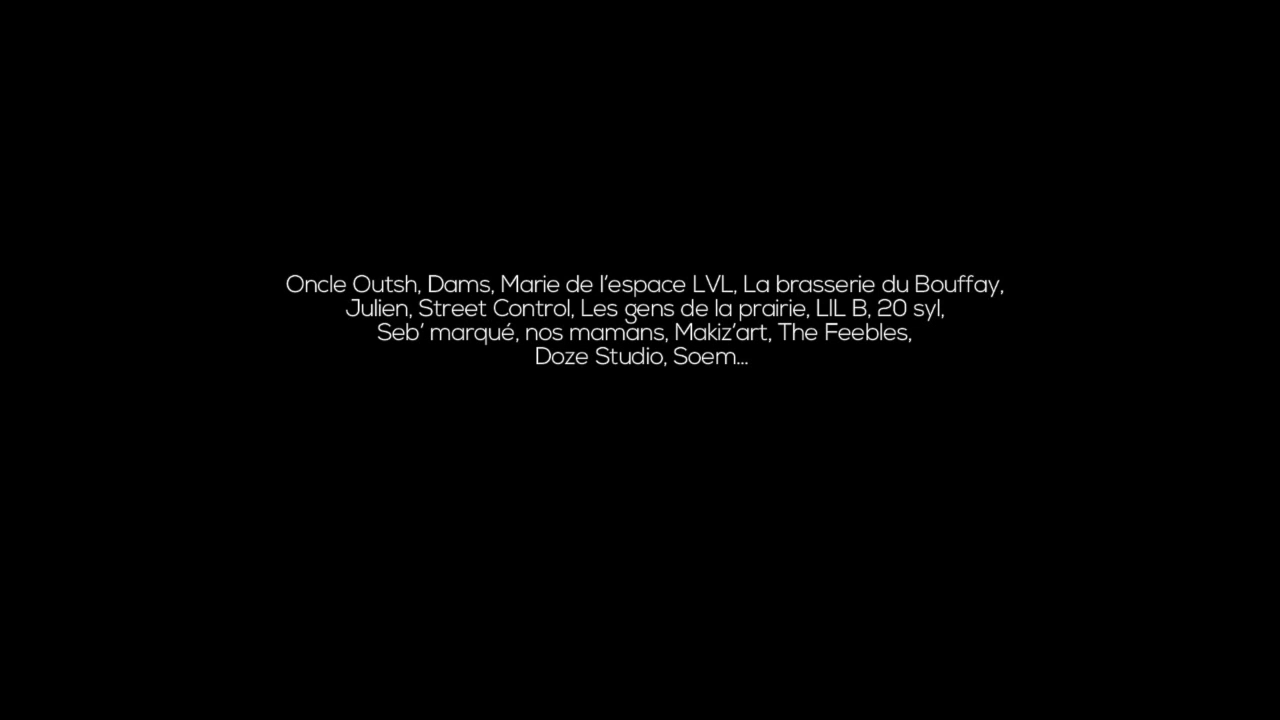 Oncle Outsh, Dams, Marie de l'espace LVL, La brasserie du Bouffay,
Julien, Street Control, Les gens de la prairie, LIL B, 20 syl,
Seb' marqué, nos mamans, Makiz'art, The Feebles,
Doze Studio, Soem...